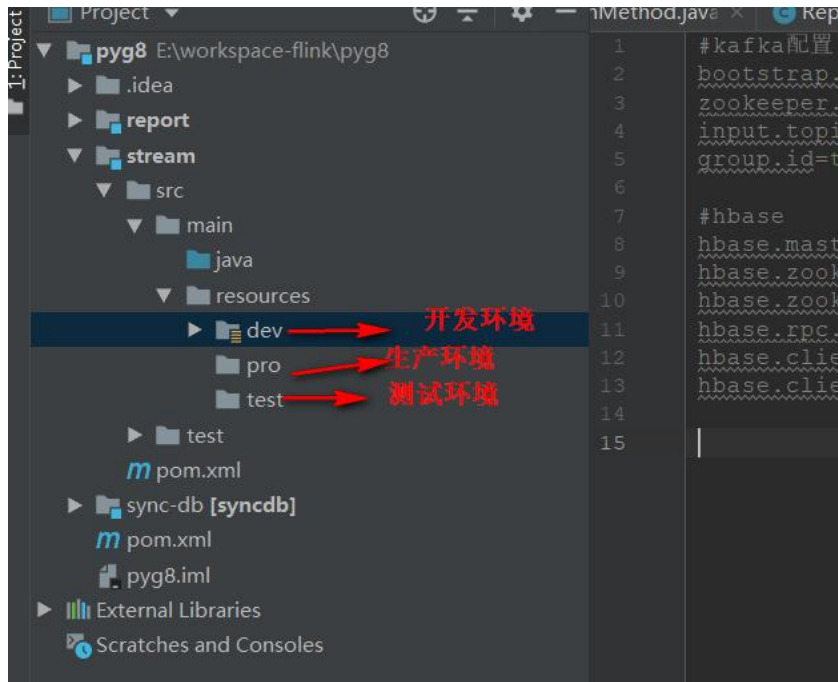 Project
nMethod.java
Rep
1: Project
pyg8 E:\workspace-flink\pyg8
.idea
report
stream
src
main
java
resources
dev
开发环境
pro
生产环境
test
测试环境
test
pom.xml
sync-db [syncdb]
pom.xml
pyg8.iml
External Libraries
Scratches and Consoles
1 #kafka配置
2 bootstrap.
3 zookeeper.
4 input.topi
5 group.id=t
6
7 #hbase
8 hbase.mast
9 hbase.zook
10 hbase.zook
11 hbase.rpc.
12 hbase.clie
13 hbase.clie
14
15